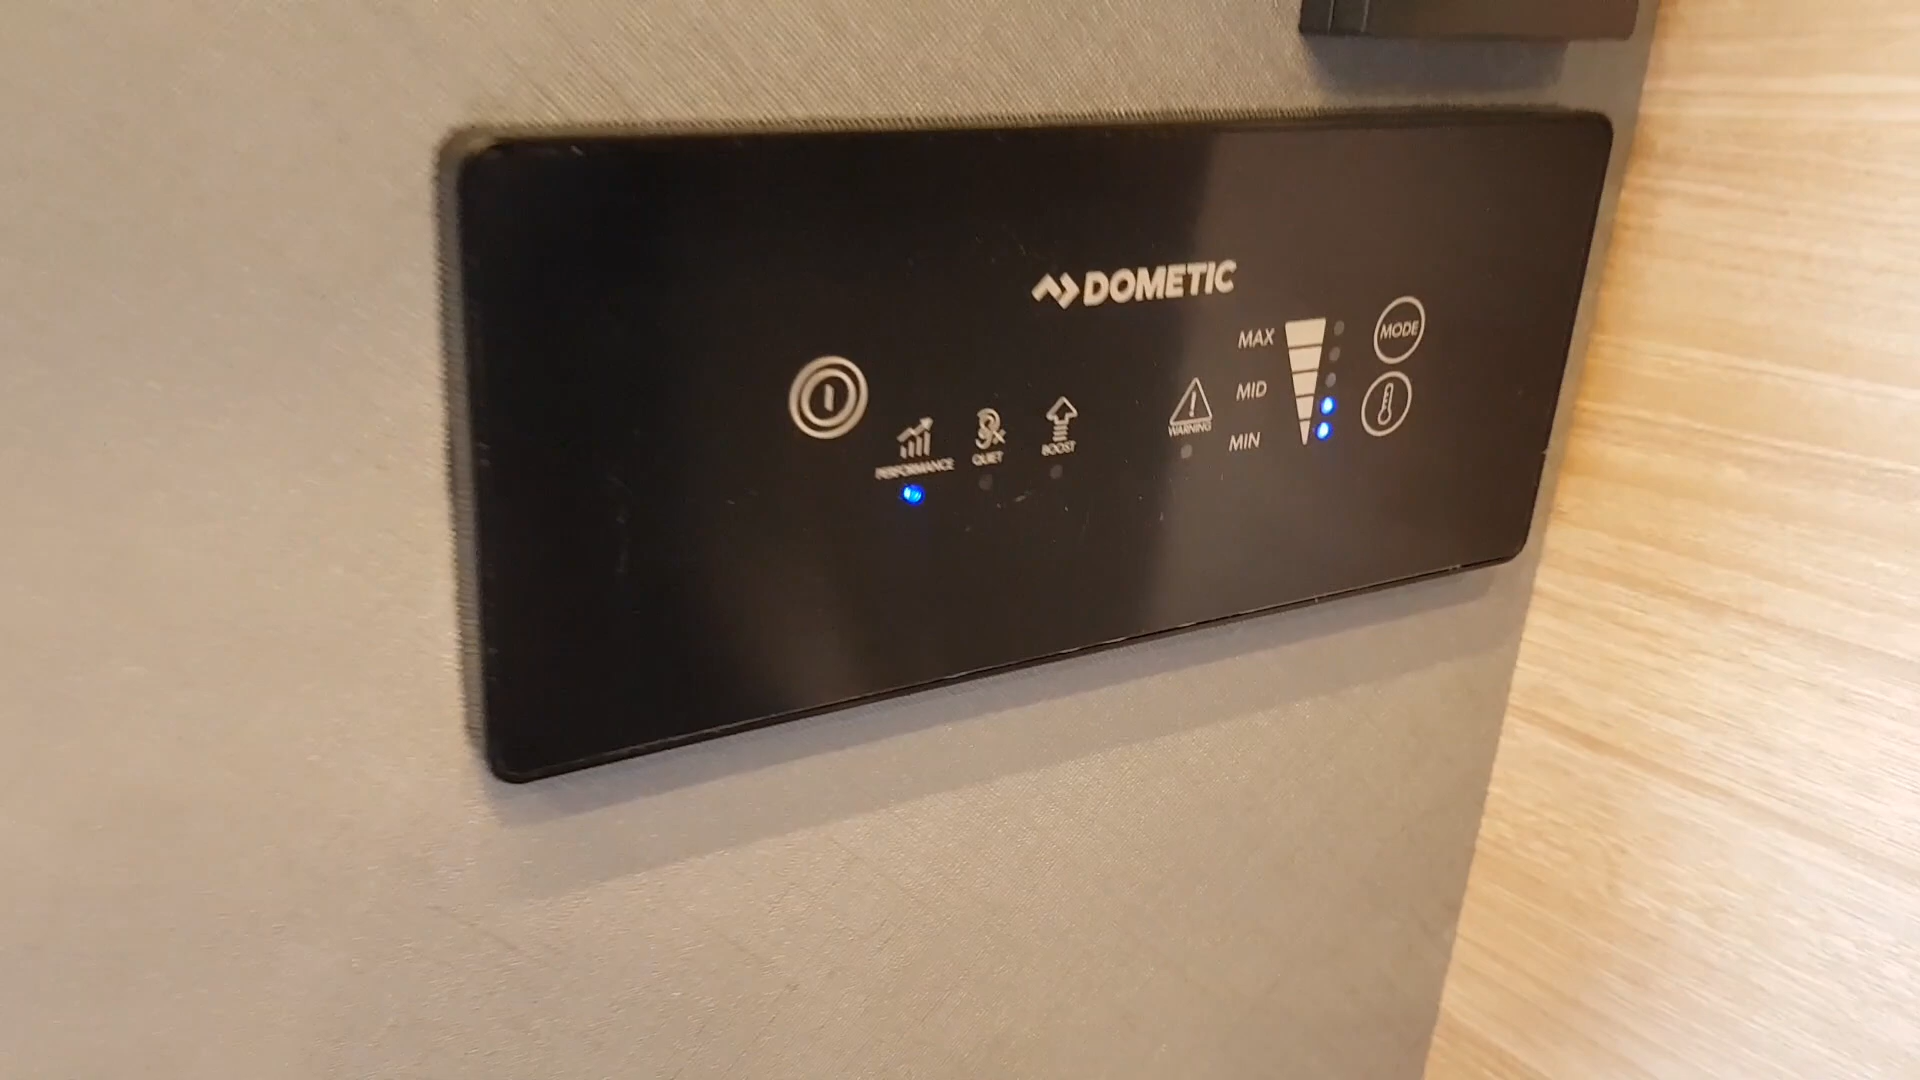 DOMETIC
MAX
MODE
MID
WARNING
MIN
PERFORMANCE
QUIET
BOOST